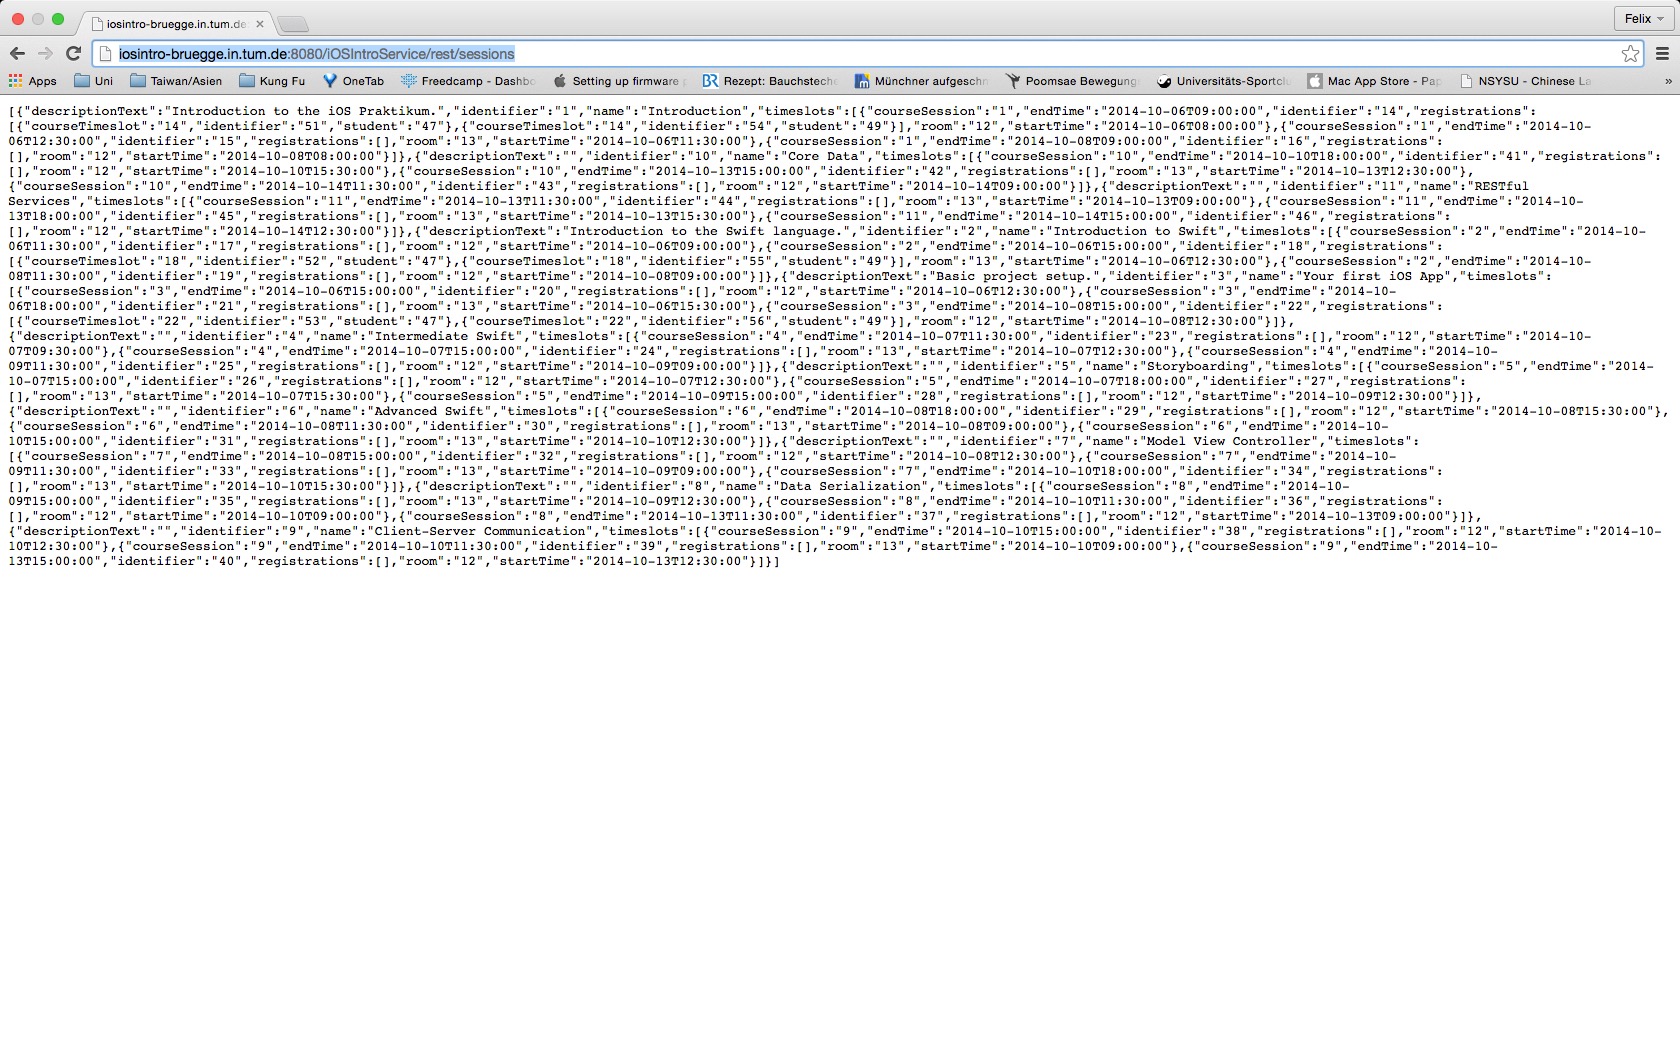 iosintro-bruegge.in.tum.de
Felix
iosintro-bruegge.in.tum.de:8080/iOSIntroService/rest/sessions
Apps Uni Taiwan/Asien Kung Fu OneTab Freedcamp - Dashbo Setting up firmware p Rezept: Bauchsteche Münchner aufgeschn Poomsae Bewegung Universitäts-Sportclu Mac App Store - Pap NSYSU - Chinese La »
[{"descriptionText":"Introduction to the iOS Praktikum.","identifier":"1","name":"Introduction","timeslots":[{"courseSession":"1","endTime":"2014-10-06T09:00:00","identifier":"14","registrations":
[{"courseTimeslot":"14","identifier":"51","student":"47"},{"courseTimeslot":"14","identifier":"54","student":"49"}],"room":"12","startTime":"2014-10-06T08:00:00"},{"courseSession":"1","endTime":"2014-10-
06T12:30:00","identifier":"15","registrations":[],"room":"13","startTime":"2014-10-06T11:30:00"},{"courseSession":"1","endTime":"2014-10-08T09:00:00","identifier":"16","registrations":
[],"room":"12","startTime":"2014-10-08T08:00:00"}]},{"descriptionText":"","identifier":"10","name":"Core Data","timeslots":[{"courseSession":"10","endTime":"2014-10-10T18:00:00","identifier":"41","registrations":
[],"room":"12","startTime":"2014-10-10T15:30:00"},{"courseSession":"10","endTime":"2014-10-13T15:00:00","identifier":"42","registrations":[],"room":"13","startTime":"2014-10-13T12:30:00"},
{"courseSession":"10","endTime":"2014-10-14T11:30:00","identifier":"43","registrations":[],"room":"12","startTime":"2014-10-14T09:00:00"}]},{"descriptionText":"","identifier":"11","name":"RESTful
Services","timeslots":[{"courseSession":"11","endTime":"2014-10-13T11:30:00","identifier":"44","registrations":[],"room":"13","startTime":"2014-10-13T09:00:00"},{"courseSession":"11","endTime":"2014-10-
13T18:00:00","identifier":"45","registrations":[],"room":"13","startTime":"2014-10-13T15:30:00"},{"courseSession":"11","endTime":"2014-10-14T15:00:00","identifier":"46","registrations":
[],"room":"12","startTime":"2014-10-14T12:30:00"}]},{"descriptionText":"Introduction to the Swift language.","identifier":"2","name":"Introduction to Swift","timeslots":[{"courseSession":"2","endTime":"2014-10-
06T11:30:00","identifier":"17","registrations":[],"room":"12","startTime":"2014-10-06T09:00:00"},{"courseSession":"2","endTime":"2014-10-06T15:00:00","identifier":"18","registrations":
[{"courseTimeslot":"18","identifier":"52","student":"47"},{"courseTimeslot":"18","identifier":"55","student":"49"}],"room":"13","startTime":"2014-10-06T12:30:00"},{"courseSession":"2","endTime":"2014-10-
08T11:30:00","identifier":"19","registrations":[],"room":"12","startTime":"2014-10-08T09:00:00"}]},{"descriptionText":"Basic project setup.","identifier":"3","name":"Your first iOS App","timeslots":
[{"courseSession":"3","endTime":"2014-10-06T15:00:00","identifier":"20","registrations":[],"room":"12","startTime":"2014-10-06T12:30:00"},{"courseSession":"3","endTime":"2014-10-
06T18:00:00","identifier":"21","registrations":[],"room":"13","startTime":"2014-10-06T15:30:00"},{"courseSession":"3","endTime":"2014-10-08T15:00:00","identifier":"22","registrations":
[{"courseTimeslot":"22","identifier":"53","student":"47"},{"courseTimeslot":"22","identifier":"56","student":"49"}],"room":"12","startTime":"2014-10-08T12:30:00"}]},
{"descriptionText":"","identifier":"4","name":"Intermediate Swift","timeslots":[{"courseSession":"4","endTime":"2014-10-07T11:30:00","identifier":"23","registrations":[],"room":"12","startTime":"2014-10-
07T09:30:00"},{"courseSession":"4","endTime":"2014-10-07T15:00:00","identifier":"24","registrations":[],"room":"13","startTime":"2014-10-07T12:30:00"},{"courseSession":"4","endTime":"2014-10-
09T11:30:00","identifier":"25","registrations":[],"room":"12","startTime":"2014-10-09T09:00:00"}]},{"descriptionText":"","identifier":"5","name":"Storyboarding","timeslots":[{"courseSession":"5","endTime":"2014-
10-07T15:00:00","identifier":"26","registrations":[],"room":"12","startTime":"2014-10-07T12:30:00"},{"courseSession":"5","endTime":"2014-10-07T18:00:00","identifier":"27","registrations":
[],"room":"13","startTime":"2014-10-07T15:30:00"},{"courseSession":"5","endTime":"2014-10-09T15:00:00","identifier":"28","registrations":[],"room":"12","startTime":"2014-10-09T12:30:00"}]},
{"descriptionText":"","identifier":"6","name":"Advanced Swift","timeslots":[{"courseSession":"6","endTime":"2014-10-08T18:00:00","identifier":"29","registrations":[],"room":"12","startTime":"2014-10-08T15:30:00"},
{"courseSession":"6","endTime":"2014-10-08T11:30:00","identifier":"30","registrations":[],"room":"13","startTime":"2014-10-08T09:00:00"},{"courseSession":"6","endTime":"2014-10-
10T15:00:00","identifier":"31","registrations":[],"room":"13","startTime":"2014-10-10T12:30:00"}]},{"descriptionText":"","identifier":"7","name":"Model View Controller","timeslots":
[{"courseSession":"7","endTime":"2014-10-08T15:00:00","identifier":"32","registrations":[],"room":"12","startTime":"2014-10-08T12:30:00"},{"courseSession":"7","endTime":"2014-10-
09T11:30:00","identifier":"33","registrations":[],"room":"13","startTime":"2014-10-09T09:00:00"},{"courseSession":"7","endTime":"2014-10-10T18:00:00","identifier":"34","registrations":
[],"room":"13","startTime":"2014-10-10T15:30:00"}]},{"descriptionText":"","identifier":"8","name":"Data Serialization","timeslots":[{"courseSession":"8","endTime":"2014-10-
09T15:00:00","identifier":"35","registrations":[],"room":"13","startTime":"2014-10-09T12:30:00"},{"courseSession":"8","endTime":"2014-10-10T11:30:00","identifier":"36","registrations":
[],"room":"12","startTime":"2014-10-10T09:00:00"},{"courseSession":"8","endTime":"2014-10-13T11:30:00","identifier":"37","registrations":[],"room":"12","startTime":"2014-10-13T09:00:00"}]},
{"descriptionText":"","identifier":"9","name":"Client-Server Communication","timeslots":[{"courseSession":"9","endTime":"2014-10-10T15:00:00","identifier":"38","registrations":[],"room":"12","startTime":"2014-10-
10T12:30:00"},{"courseSession":"9","endTime":"2014-10-10T11:30:00","identifier":"39","registrations":[],"room":"13","startTime":"2014-10-10T09:00:00"},{"courseSession":"9","endTime":"2014-10-
13T15:00:00","identifier":"40","registrations":[],"room":"12","startTime":"2014-10-13T12:30:00"}]}]